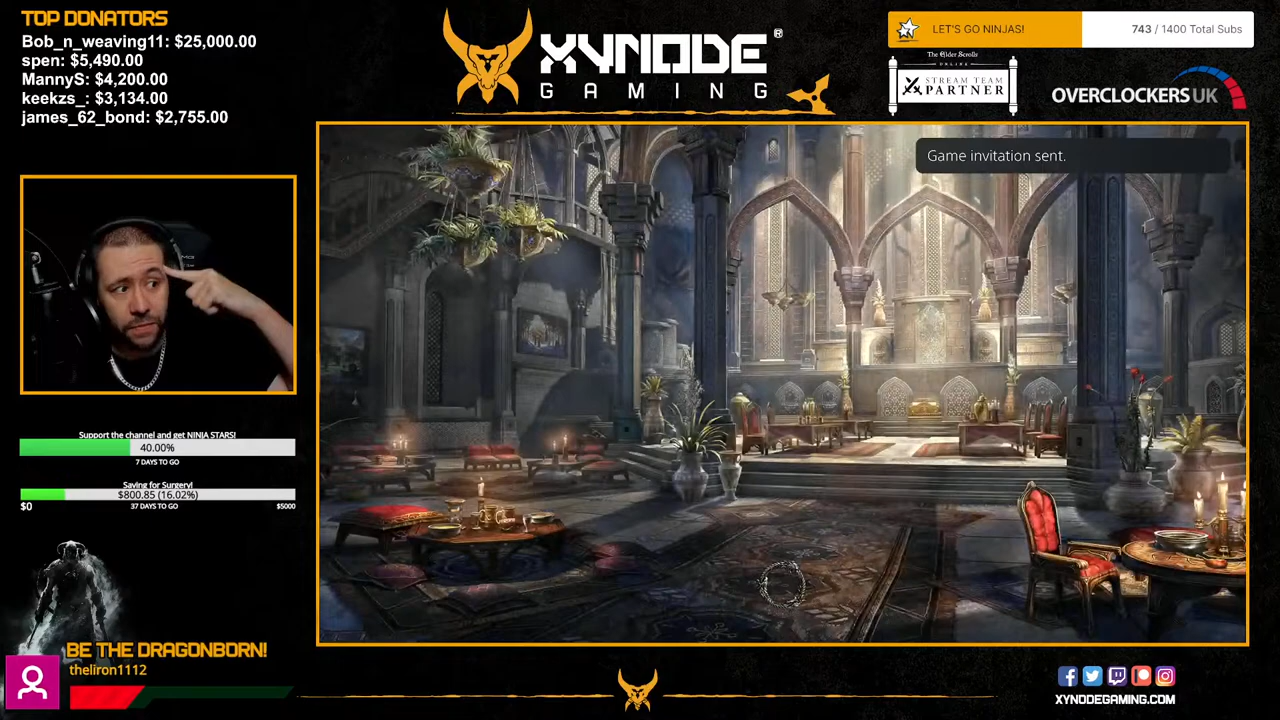 TOP DONATORS
Bob_n_weaving11: $25,000.00
spen: $5,490.00
MannyS: $4,200.00
keekzs_: $3,134.00
james_62_bond: $2,755.00
XYNODE®
GAMING
LET'S GO NINJAS!
743 / 1400 Total Subs
The Elder Scrolls
ONLINE
STREAM TEAM
PARTNER
OVERCLOCKERS UK
Game invitation sent.
Support the channel and get NINJA STARS!
40.00%
7 DAYS TO GO
Saving for Surgery!
$800.85 (16.02%)
$0
37 DAYS TO GO
$5000
BE THE DRAGONBORN!
theliron1112
XYNODEGAMING.COM